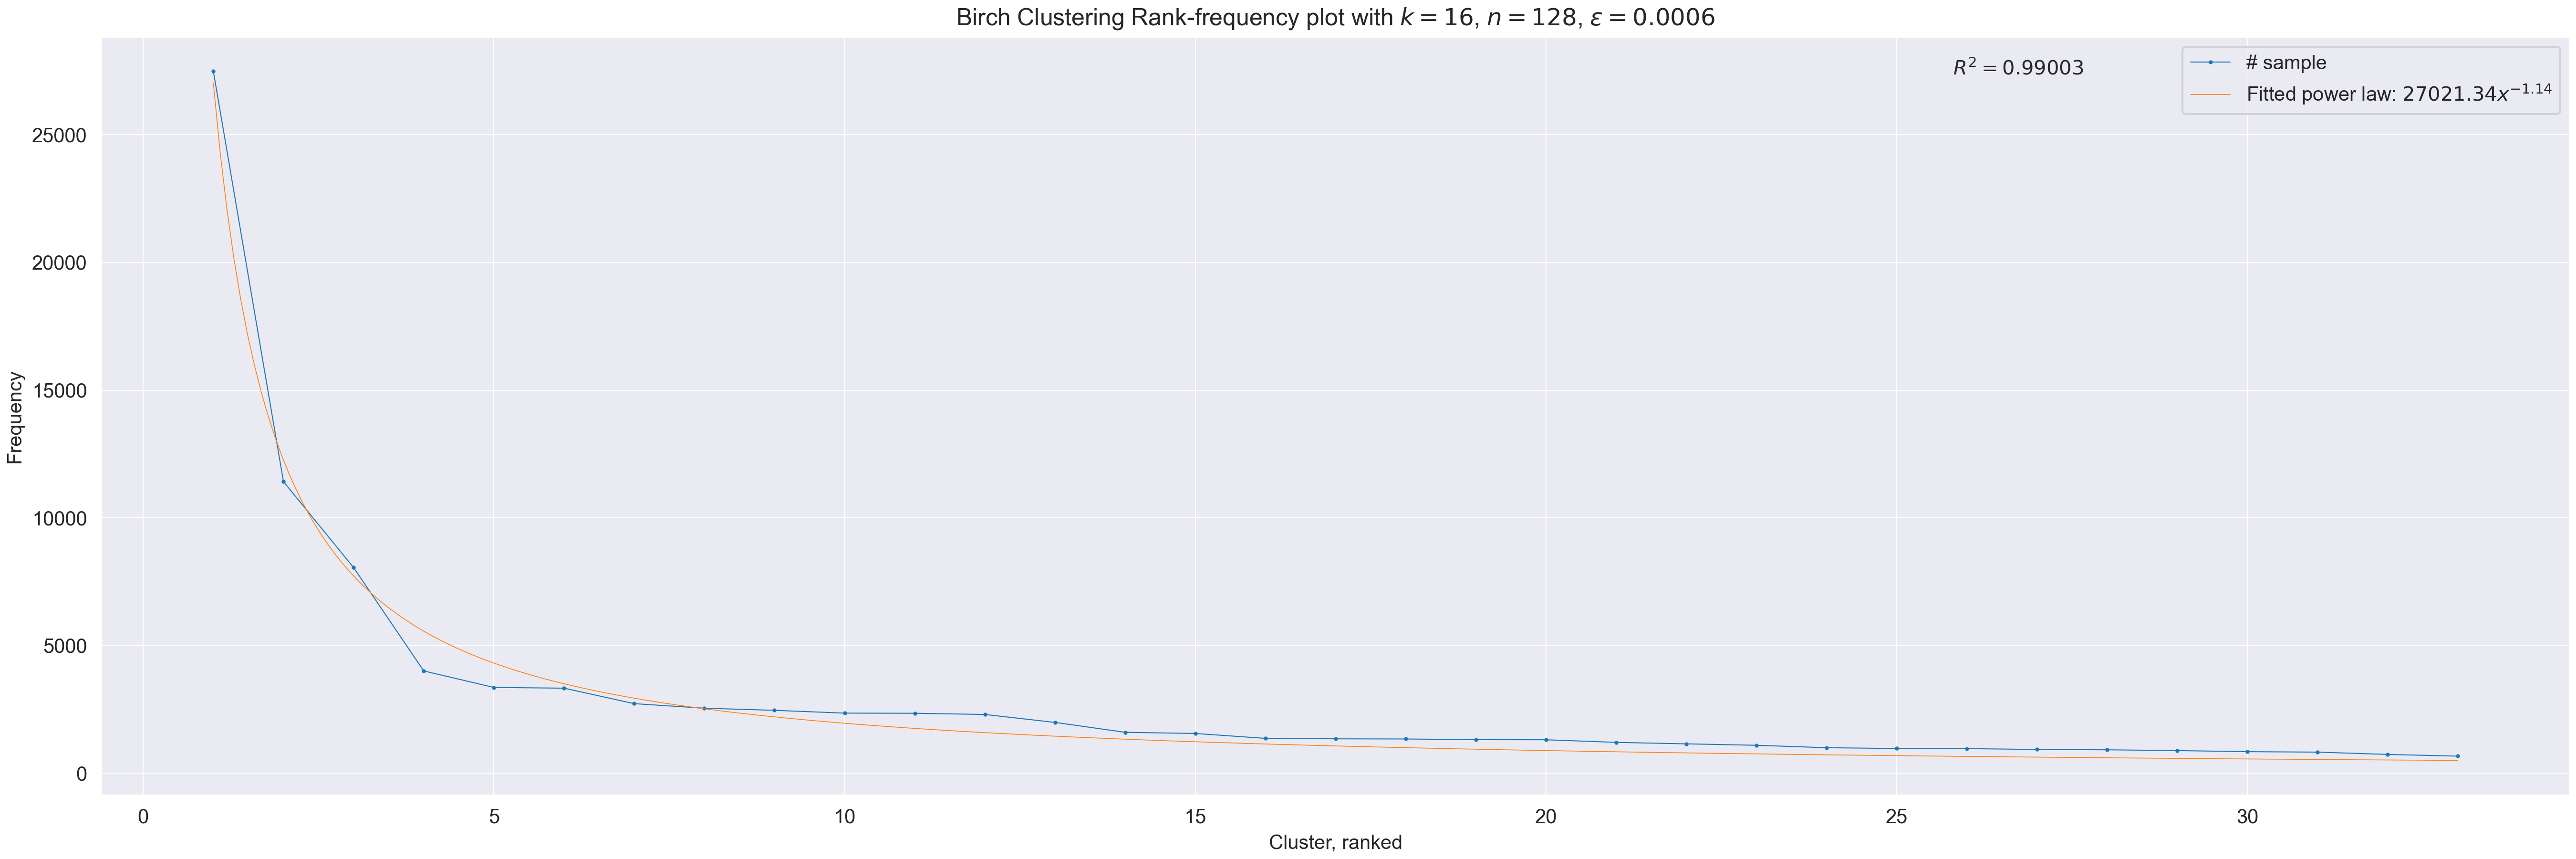 Birch Clustering Rank-frequency plot with k = 16, n = 128, ε = 0.0006
R² = 0.99003
# sample
Fitted power law: 27021.34x⁻¹·¹⁴
Frequency
25000
20000
15000
10000
5000
0
0 5 10 15 20 25 30
Cluster, ranked